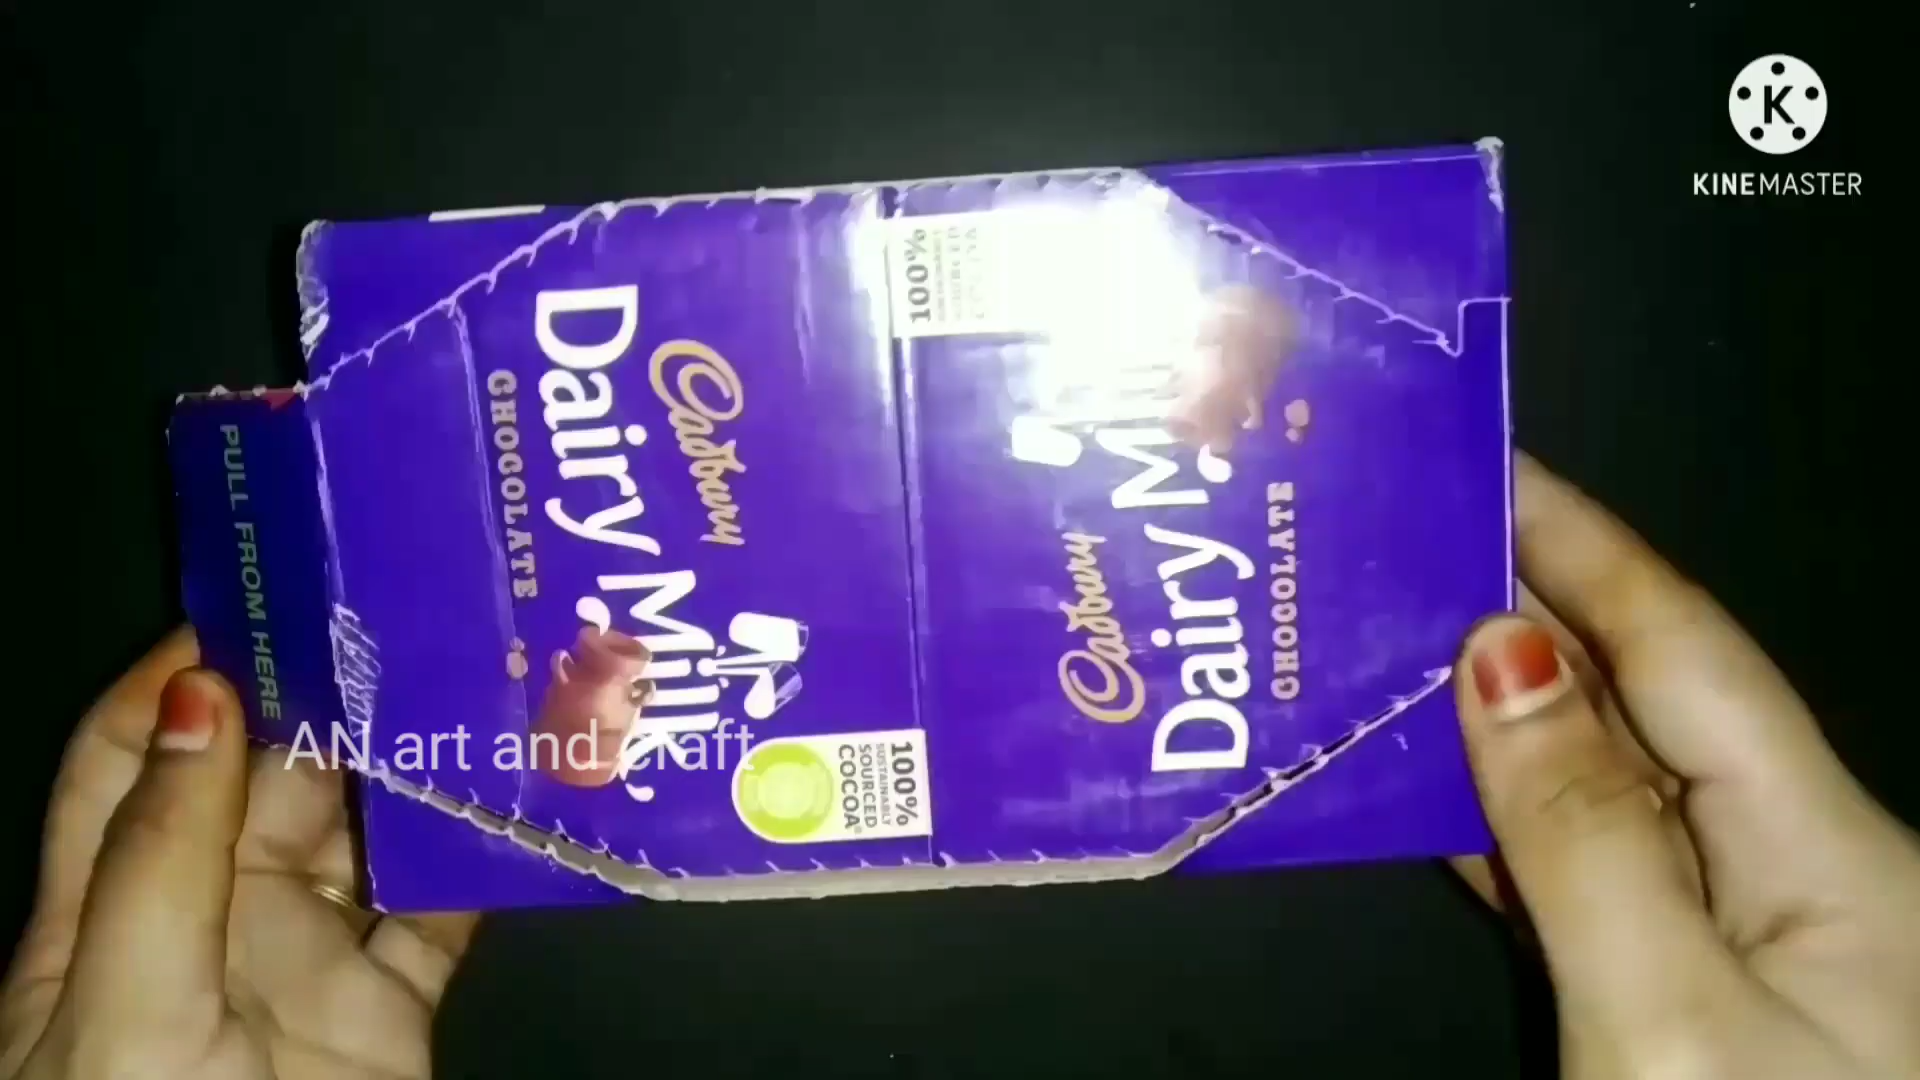 KINEMASTER
PULL FROM HERE
Cadbury
Dairy Milk
CHOCOLATE
100%
SUSTAINABLY
SOURCED
COCOA
100%
Cadbury
Dairy
CHOCOLATE
AN.art and craft